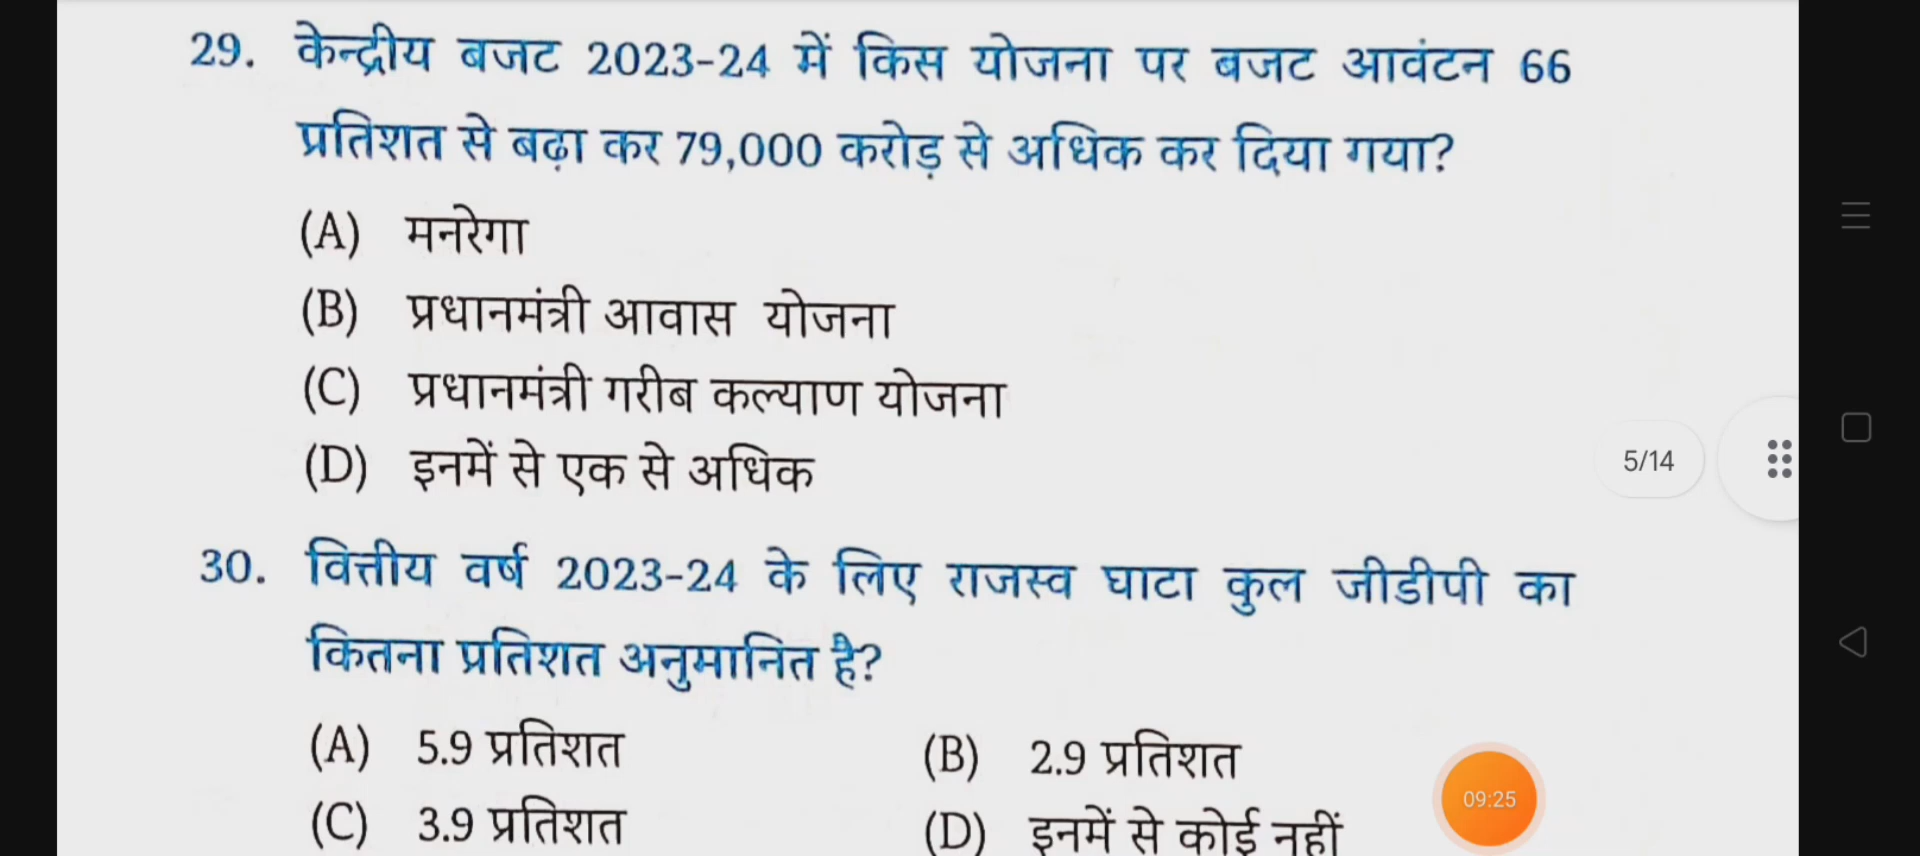 29. केन्द्रीय बजट 2023-24 में किस योजना पर बजट आवंटन 66
प्रतिशत से बढ़ा कर 79,000 करोड़ से अधिक कर दिया गया?
(A) मनरेगा
(B) प्रधानमंत्री आवास योजना
(C) प्रधानमंत्री गरीब कल्याण योजना
(D) इनमें से एक से अधिक
5/14
30. वित्तीय वर्ष 2023-24 के लिए राजस्व घाटा कुल जीडीपी का
कितना प्रतिशत अनुमानित है?
(A) 5.9 प्रतिशत (B) 2.9 प्रतिशत
(C) 3.9 प्रतिशत (D) इनमें से कोई नहीं
09:25